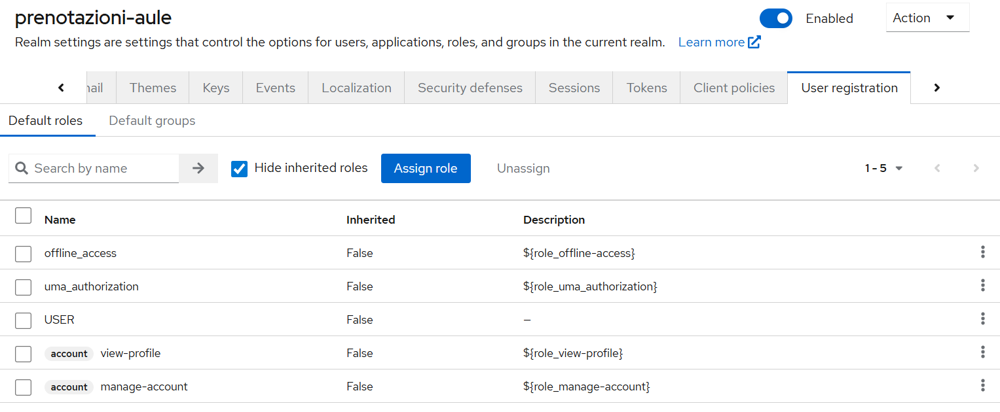 prenotazioni-aule
Enabled
Action
Realm settings are settings that control the options for users, applications, roles, and groups in the current realm. Learn more
Themes Keys Events Localization Security defenses Sessions Tokens Client policies User registration
Default roles Default groups
Search by name Hide inherited roles Assign role Unassign 1 - 5
Name Inherited Description
offline_access False ${role_offline-access}
uma_authorization False ${role_uma_authorization}
USER False –
account view-profile False ${role_view-profile}
account manage-account False ${role_manage-account}